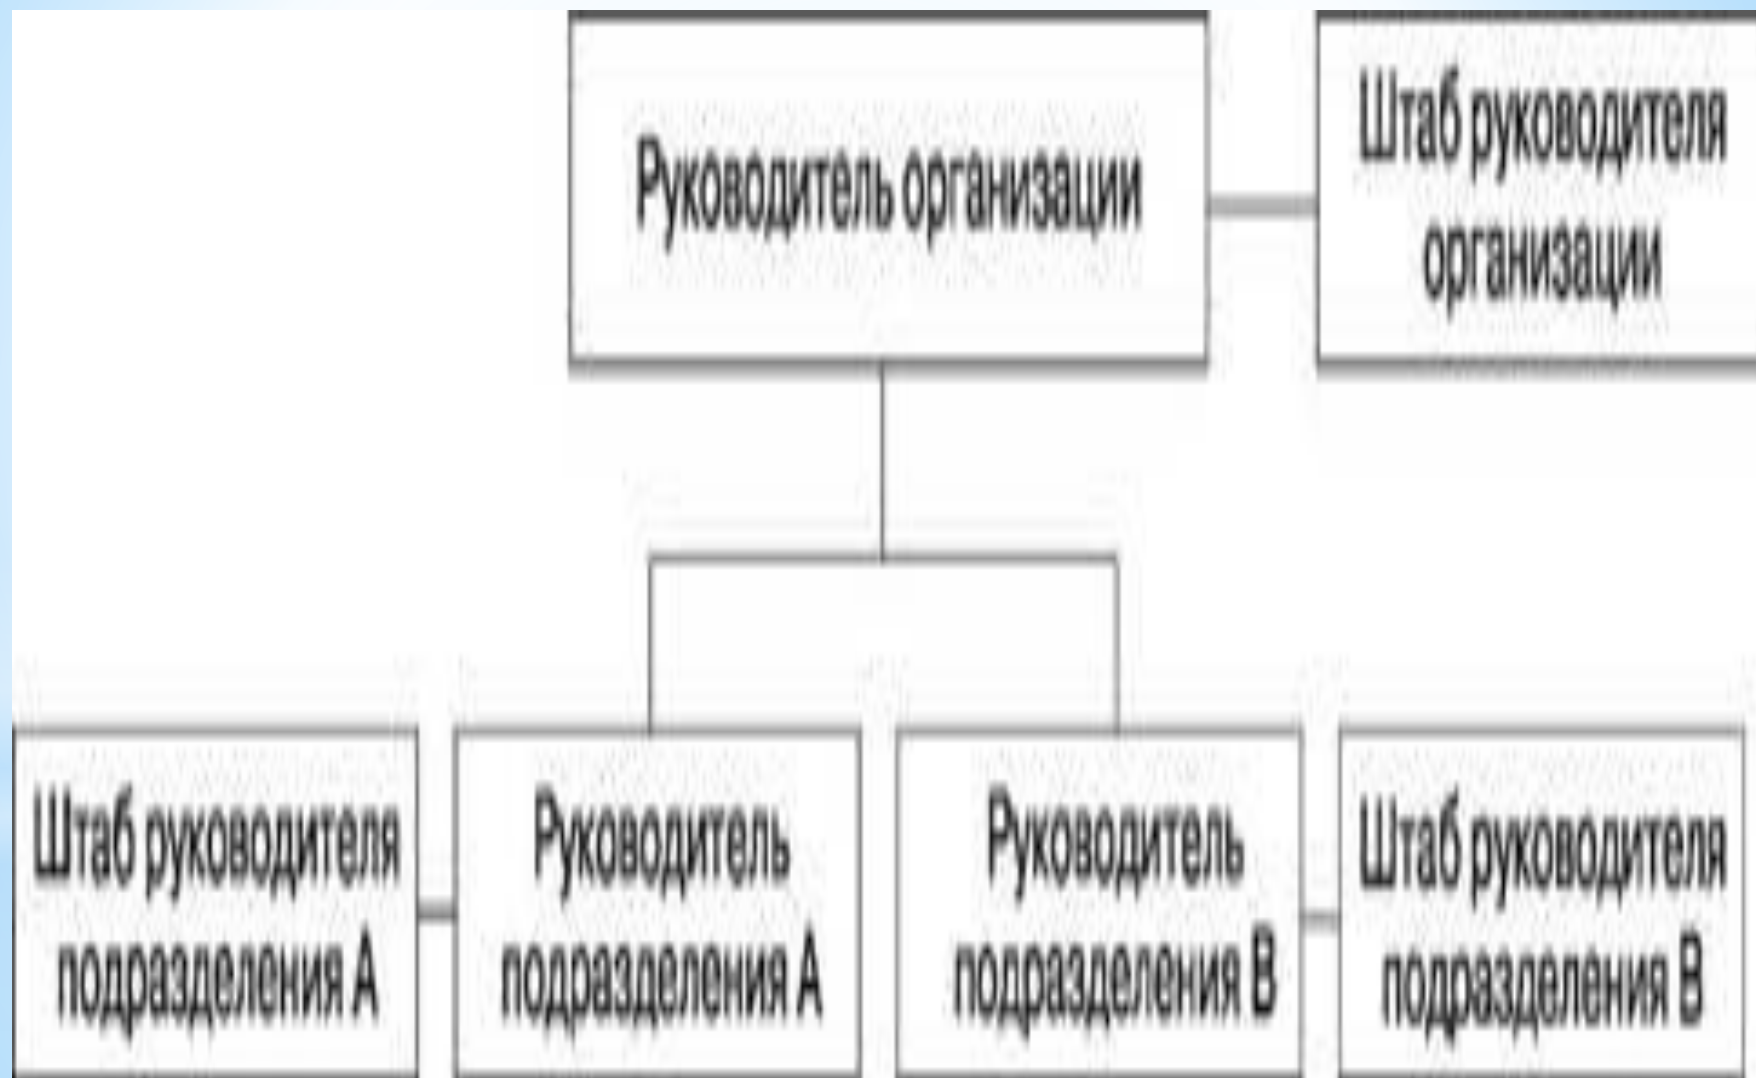 Руководитель организации
Штаб руководителя
организации
Штаб руководителя
подразделения А
Руководитель
подразделения А
Руководитель
подразделения В
Штаб руководителя
подразделения В